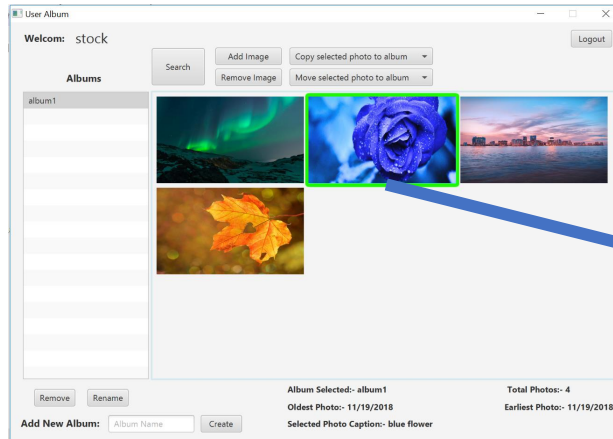 User Album
Welcom: stock
Logout
Search
Add Image
Copy selected photo to album
Remove Image
Move selected photo to album
Albums
album1
Remove
Rename
Album Selected:- album1
Total Photos:- 4
Oldest Photo:- 11/19/2018
Earliest Photo:- 11/19/2018
Add New Album:
Album Name
Create
Selected Photo Caption:- blue flower